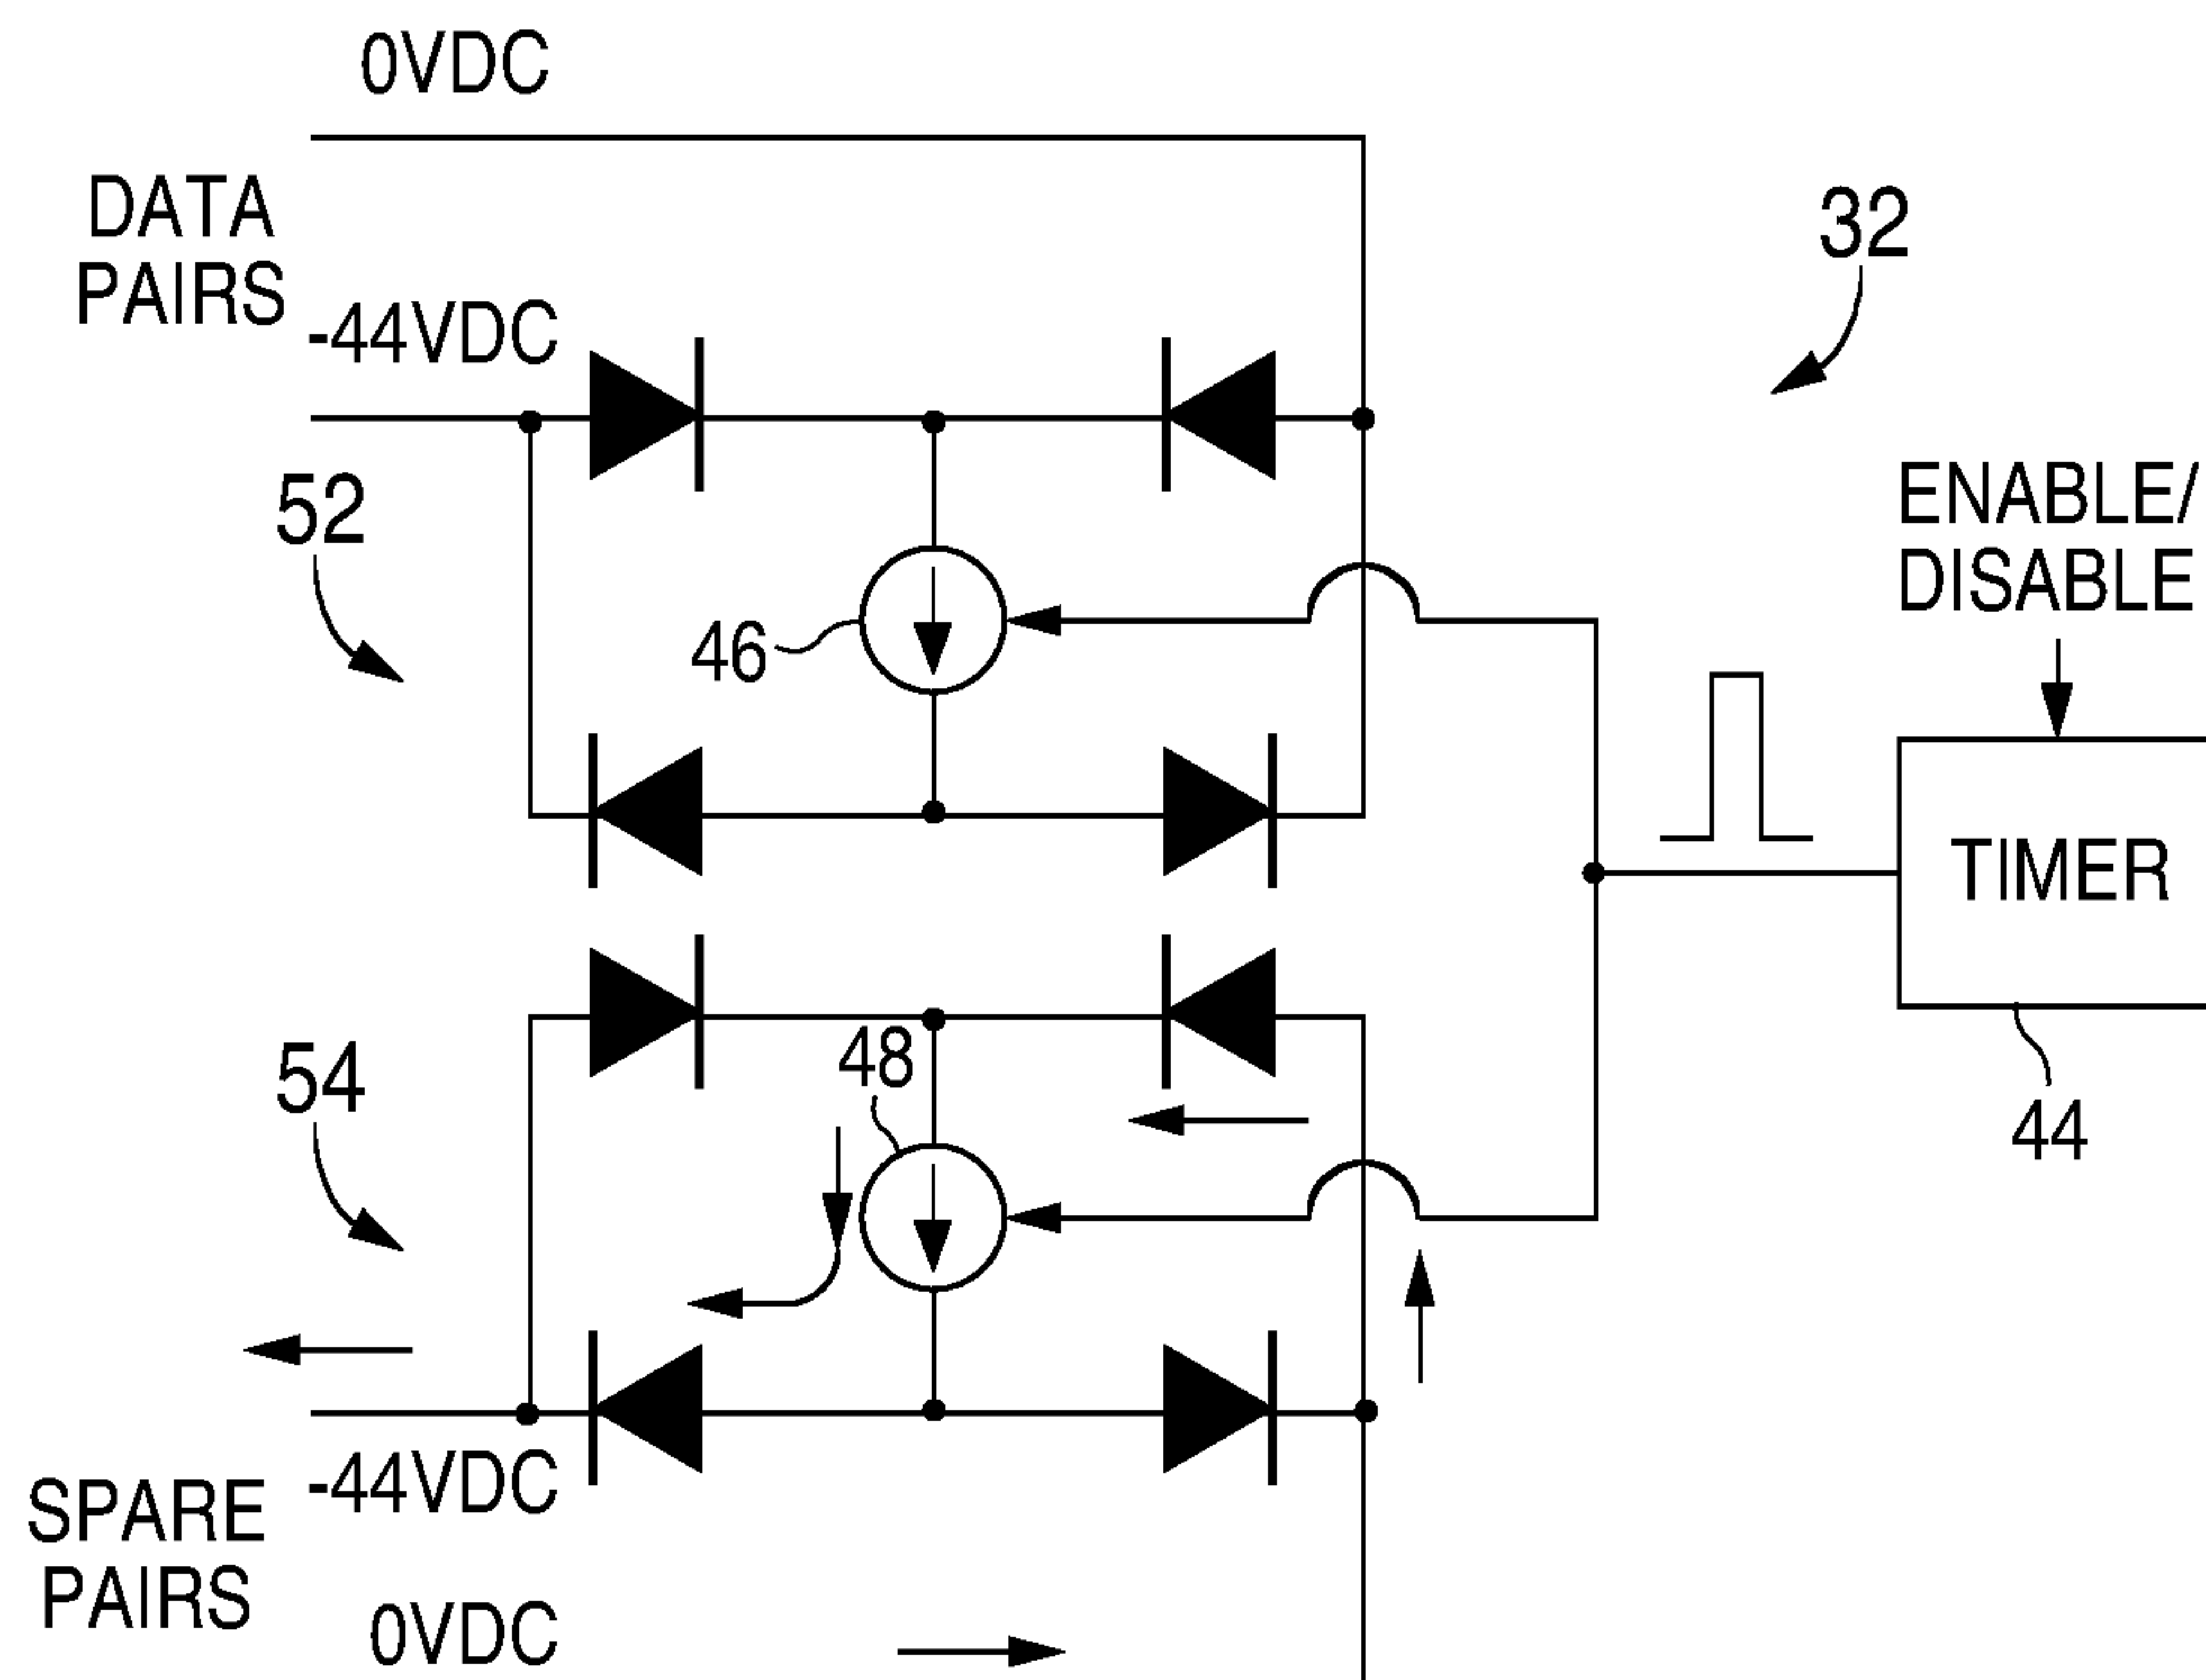 0VDC
DATA
PAIRS
-44VDC
32
52
46
ENABLE/
DISABLE
TIMER
44
54
48
-44VDC
SPARE
PAIRS
0VDC